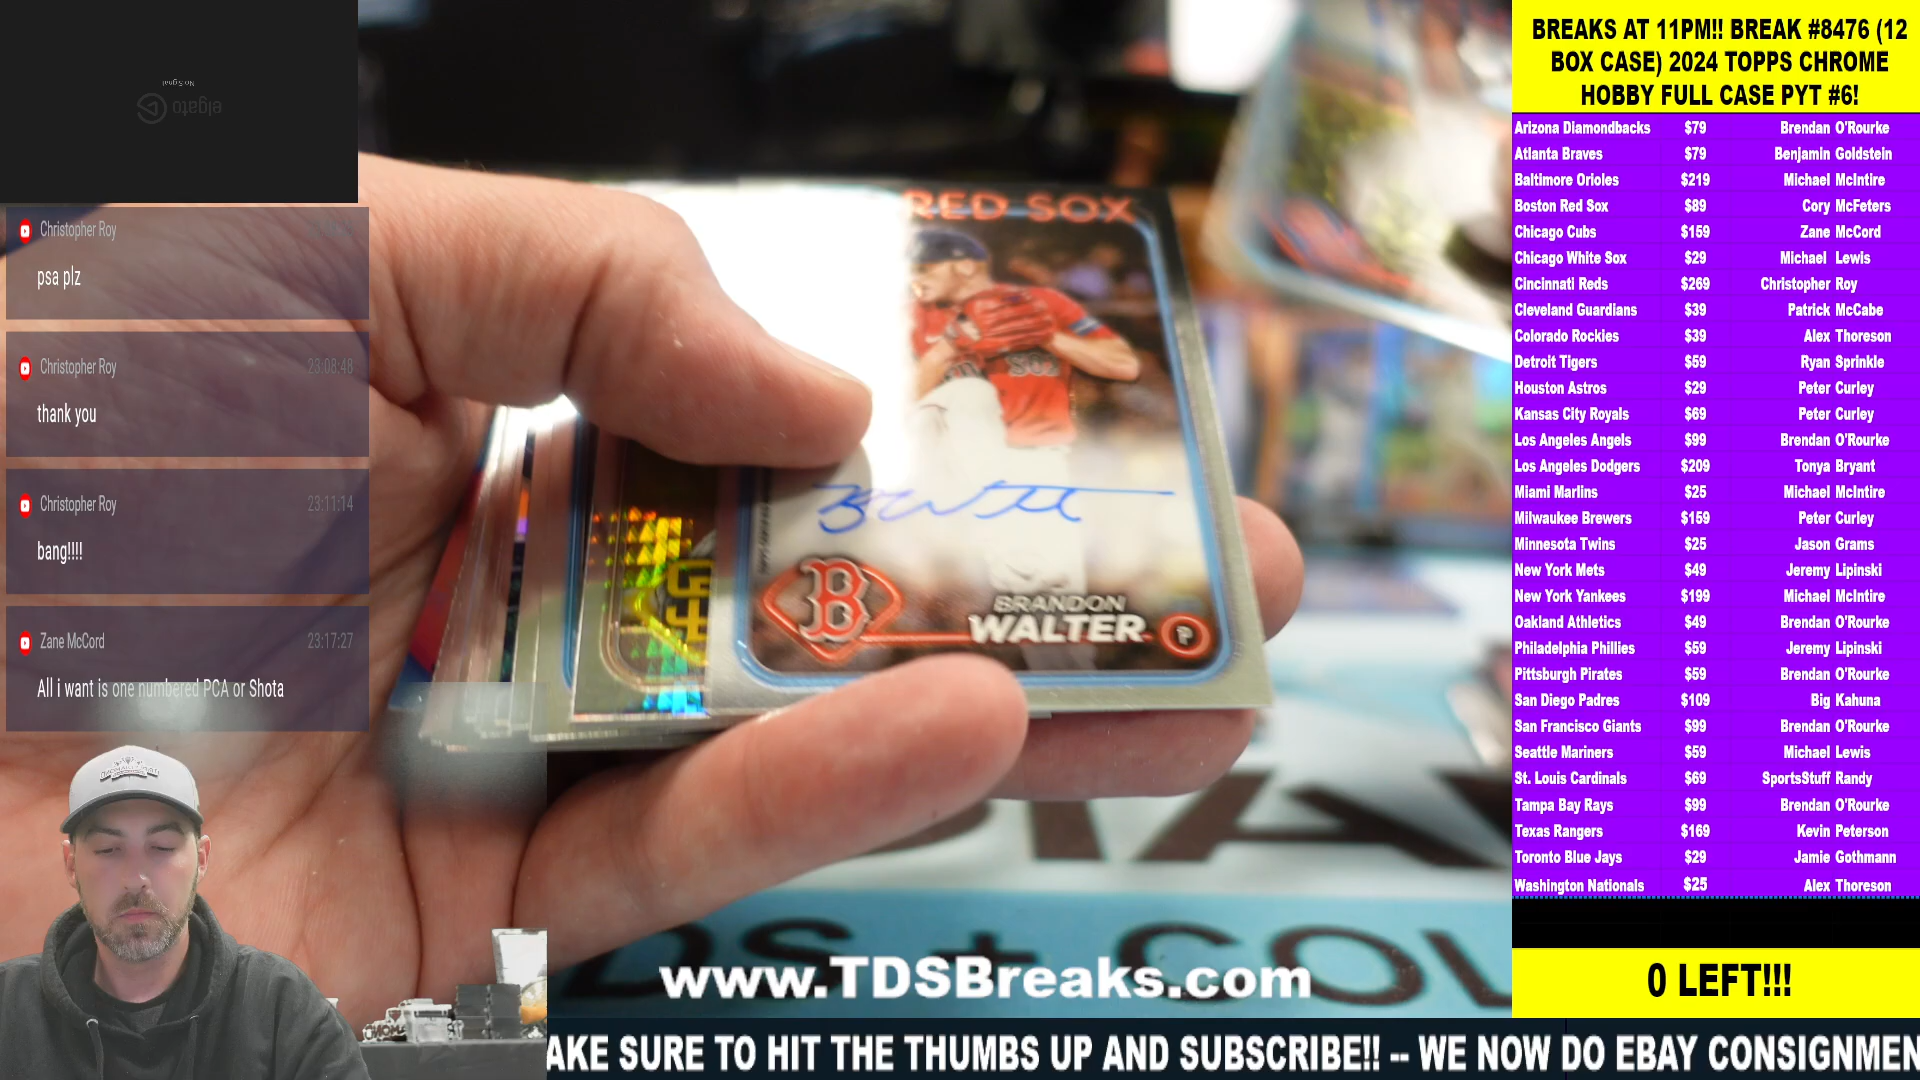 No Signal
elgato
Christopher Roy
psa plz
Christopher Roy 23:08:48
thank you
Christopher Roy 23:11:14
bang!!!!
Zane McCord 23:17:27
All i want is one numbered PCA or Shota
RED SOX
B
BRANDON
WALTER
P
www.TDSBreaks.com
AKE SURE TO HIT THE THUMBS UP AND SUBSCRIBE!! -- WE NOW DO EBAY CONSIGNMEN
BREAKS AT 11PM!! BREAK #8476 (12
BOX CASE) 2024 TOPPS CHROME
HOBBY FULL CASE PYT #6!
Arizona Diamondbacks $79 Brendan O'Rourke
Atlanta Braves $79 Benjamin Goldstein
Baltimore Orioles $219 Michael McIntire
Boston Red Sox $89 Cory McFeters
Chicago Cubs $159 Zane McCord
Chicago White Sox $29 Michael Lewis
Cincinnati Reds $269 Christopher Roy
Cleveland Guardians $39 Patrick McCabe
Colorado Rockies $39 Alex Thoreson
Detroit Tigers $59 Ryan Sprinkle
Houston Astros $29 Peter Curley
Kansas City Royals $69 Peter Curley
Los Angeles Angels $99 Brendan O'Rourke
Los Angeles Dodgers $209 Tonya Bryant
Miami Marlins $25 Michael McIntire
Milwaukee Brewers $159 Peter Curley
Minnesota Twins $25 Jason Grams
New York Mets $49 Jeremy Lipinski
New York Yankees $199 Michael McIntire
Oakland Athletics $49 Brendan O'Rourke
Philadelphia Phillies $59 Jeremy Lipinski
Pittsburgh Pirates $59 Brendan O'Rourke
San Diego Padres $109 Big Kahuna
San Francisco Giants $99 Brendan O'Rourke
Seattle Mariners $59 Michael Lewis
St. Louis Cardinals $69 SportsStuff Randy
Tampa Bay Rays $99 Brendan O'Rourke
Texas Rangers $169 Kevin Peterson
Toronto Blue Jays $29 Jamie Gothmann
Washington Nationals $25 Alex Thoreson
0 LEFT!!!